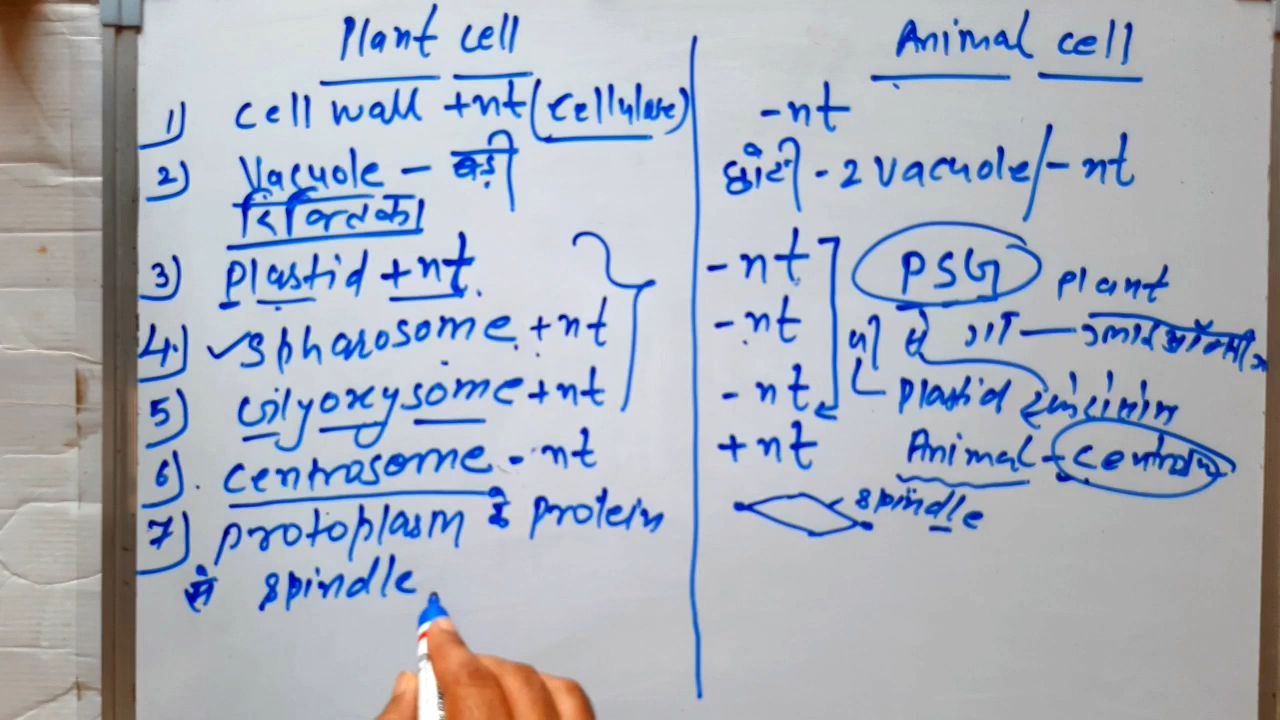 Plant cell
1) cell wall +nt (cellulose)
2) Vacuole - बड़ी
रिक्तिका
3) plastid +nt.
4.) ✓spharosome +nt
5) Glyoxysome +nt
6) centrosome - nt
7) protoplasm के protein
से spindle
Animal cell
-nt
छोटी - 2 vacuole/- nt
-nt PSG plant
-nt
-nt Plastid
+nt Animal - centro
spindle